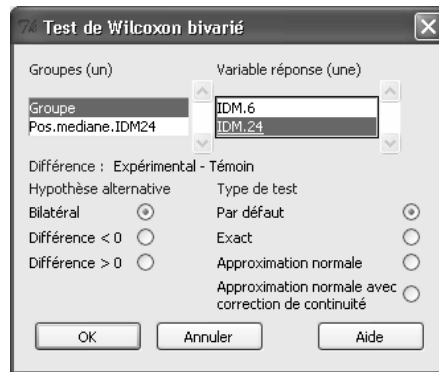 Test de Wilcoxon bivarié
Groupes (un)
Variable réponse (une)
Groupe
Pos.mediane.IDM24
IDM.6
IDM.24
Différence : Expérimental - Témoin
Hypothèse alternative
Type de test
Bilatéral
Par défaut
Différence < 0
Exact
Différence > 0
Approximation normale
Approximation normale avec
correction de continuité
OK
Annuler
Aide